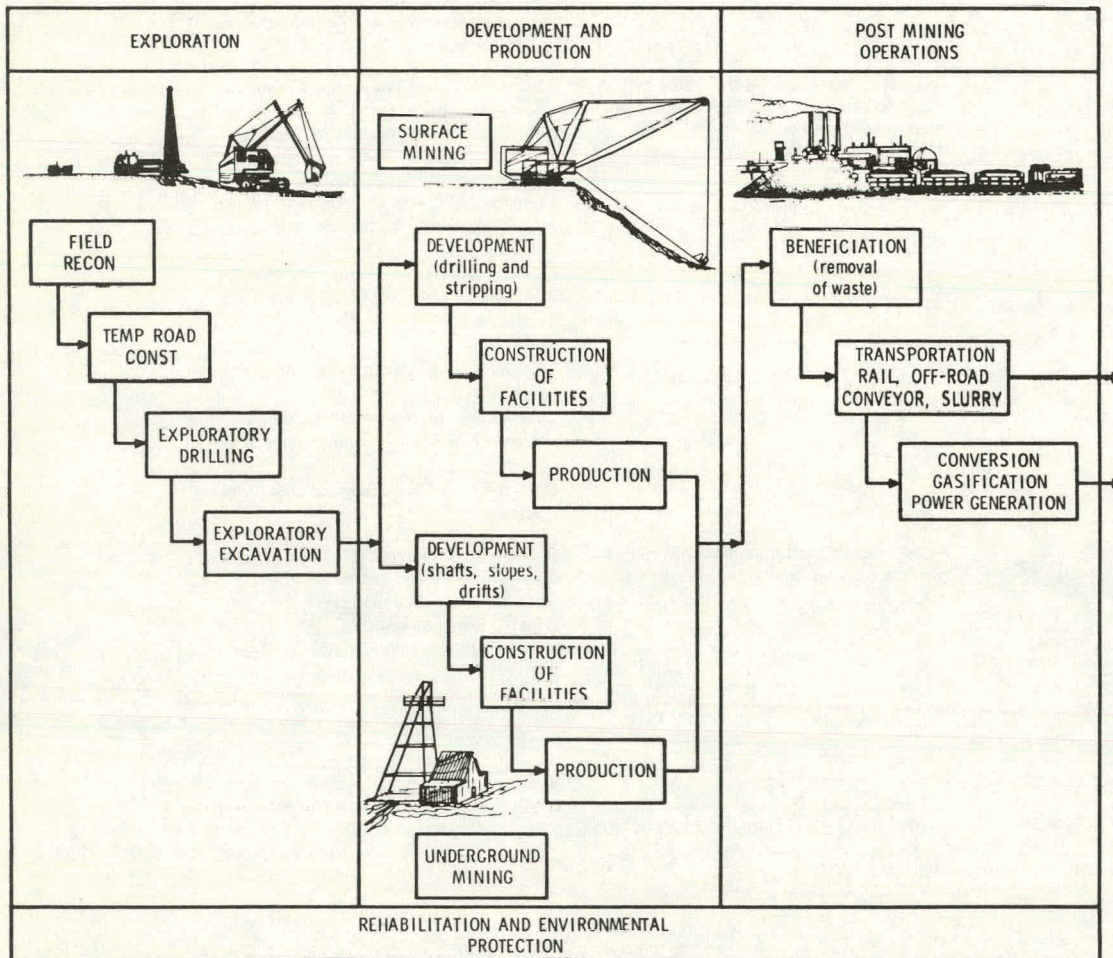 EXPLORATION
DEVELOPMENT AND
PRODUCTION
POST MINING
OPERATIONS
FIELD
RECON
TEMP ROAD
CONST
EXPLORATORY
DRILLING
EXPLORATORY
EXCAVATION
SURFACE
MINING
DEVELOPMENT
(drilling and
stripping)
CONSTRUCTION
OF
FACILITIES
PRODUCTION
DEVELOPMENT
(shafts, slopes,
drifts)
CONSTRUCTION
OF
FACILITIES
PRODUCTION
UNDERGROUND
MINING
BENEFICIATION
(removal
of waste)
TRANSPORTATION
RAIL, OFF-ROAD
CONVEYOR, SLURRY
CONVERSION
GASIFICATION
POWER GENERATION
REHABILITATION AND ENVIRONMENTAL
PROTECTION